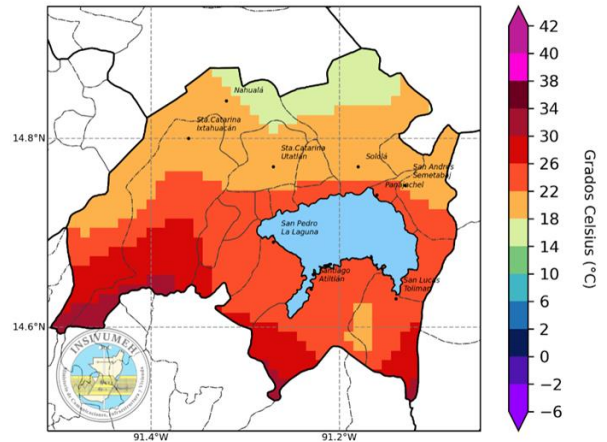 42
40
38
34
30
26
22
18
14
10
6
2
0
−2
−6
Grados Celsius (°C)
14.8°N
14.6°N
91.4°W
91.2°W
Nahualá
Sta.Catarina
Ixtahuacán
Sta.Catarina
Utatlán
Sololá
San Andrés
Semetabaj
Panajachel
San Pedro
La Laguna
Santiago
Atitlán
San Lucas
Tolimán
INSIVUMEH